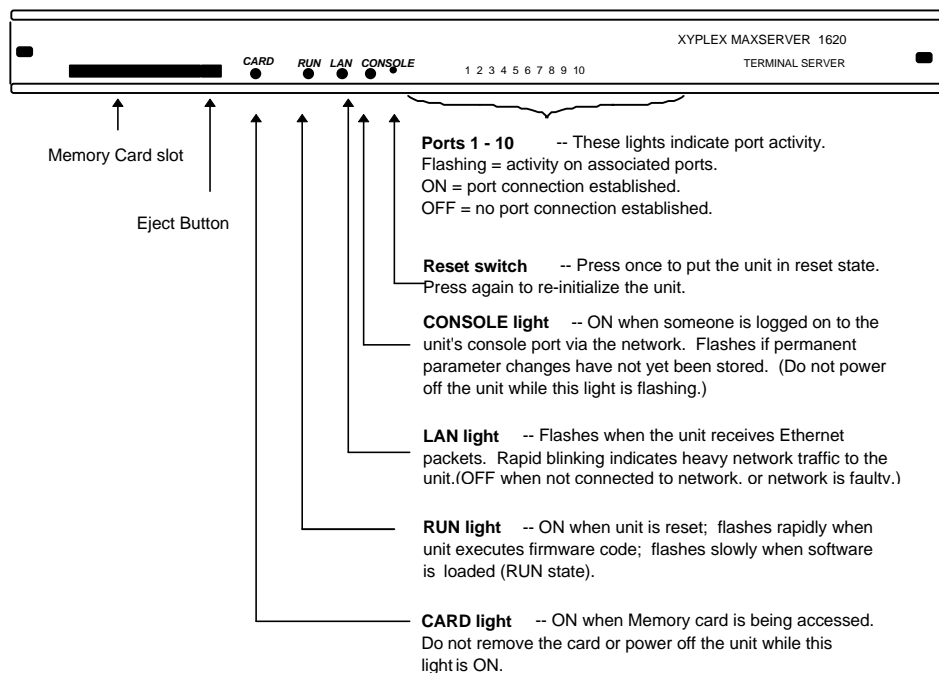 XYPLEX MAXSERVER 1620
TERMINAL SERVER
CARD RUN LAN CONSOLE
1 2 3 4 5 6 7 8 9 10
Memory Card slot
Eject Button
Ports 1 - 10 -- These lights indicate port activity.
Flashing = activity on associated ports.
ON = port connection established.
OFF = no port connection established.
Reset switch -- Press once to put the unit in reset state.
Press again to re-initialize the unit.
CONSOLE light -- ON when someone is logged on to the
unit's console port via the network. Flashes if permanent
parameter changes have not yet been stored. (Do not power
off the unit while this light is flashing.)
LAN light -- Flashes when the unit receives Ethernet
packets. Rapid blinking indicates heavy network traffic to the
unit.(OFF when not connected to network. or network is faulty.)
RUN light -- ON when unit is reset; flashes rapidly when
unit executes firmware code; flashes slowly when software
is loaded (RUN state).
CARD light -- ON when Memory card is being accessed.
Do not remove the card or power off the unit while this
light is ON.